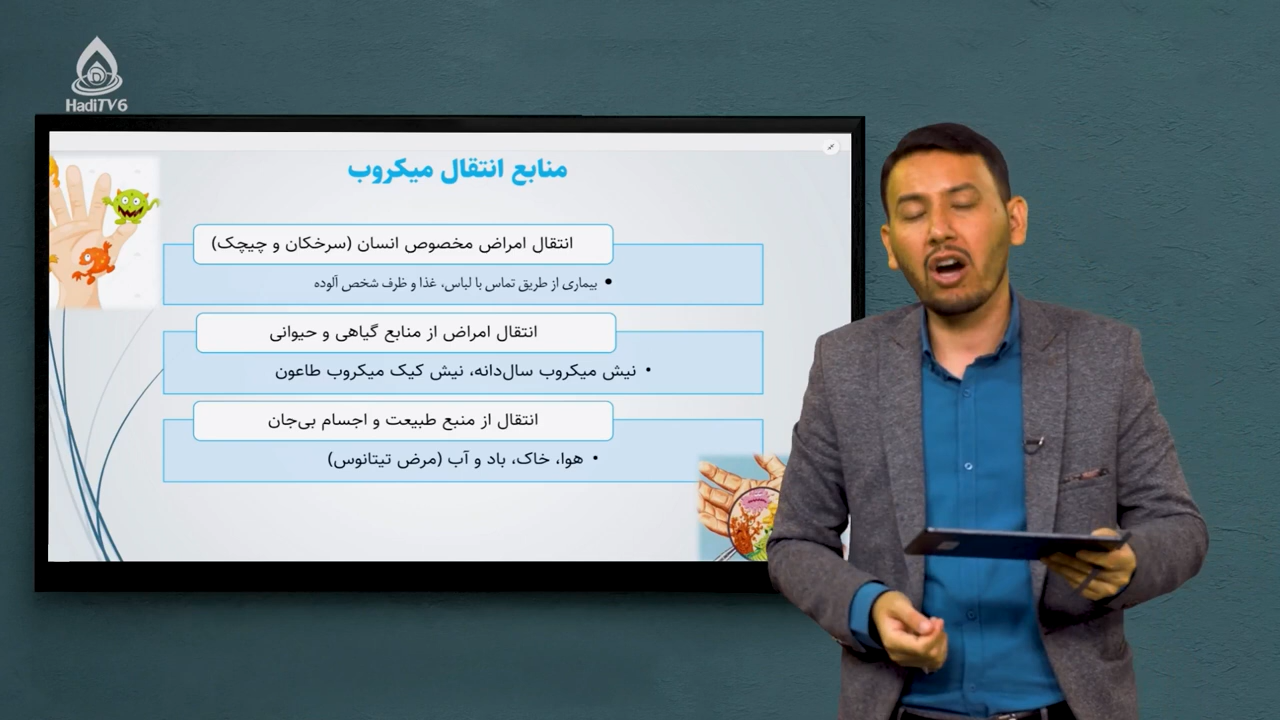 HadiTV6
منابع انتقال میکروب
انتقال امراض مخصوص انسان (سرخکان و چیچک)
• بیماری از طریق تماس با لباس، غذا و ظرف شخص آلوده
انتقال امراض از منابع گیاهی و حیوانی
• نیش میکروب سال‌دانه، نیش کیک میکروب طاعون
انتقال از منبع طبیعت و اجسام بی‌جان
• هوا، خاک، باد و آب (مرض تیتانوس)